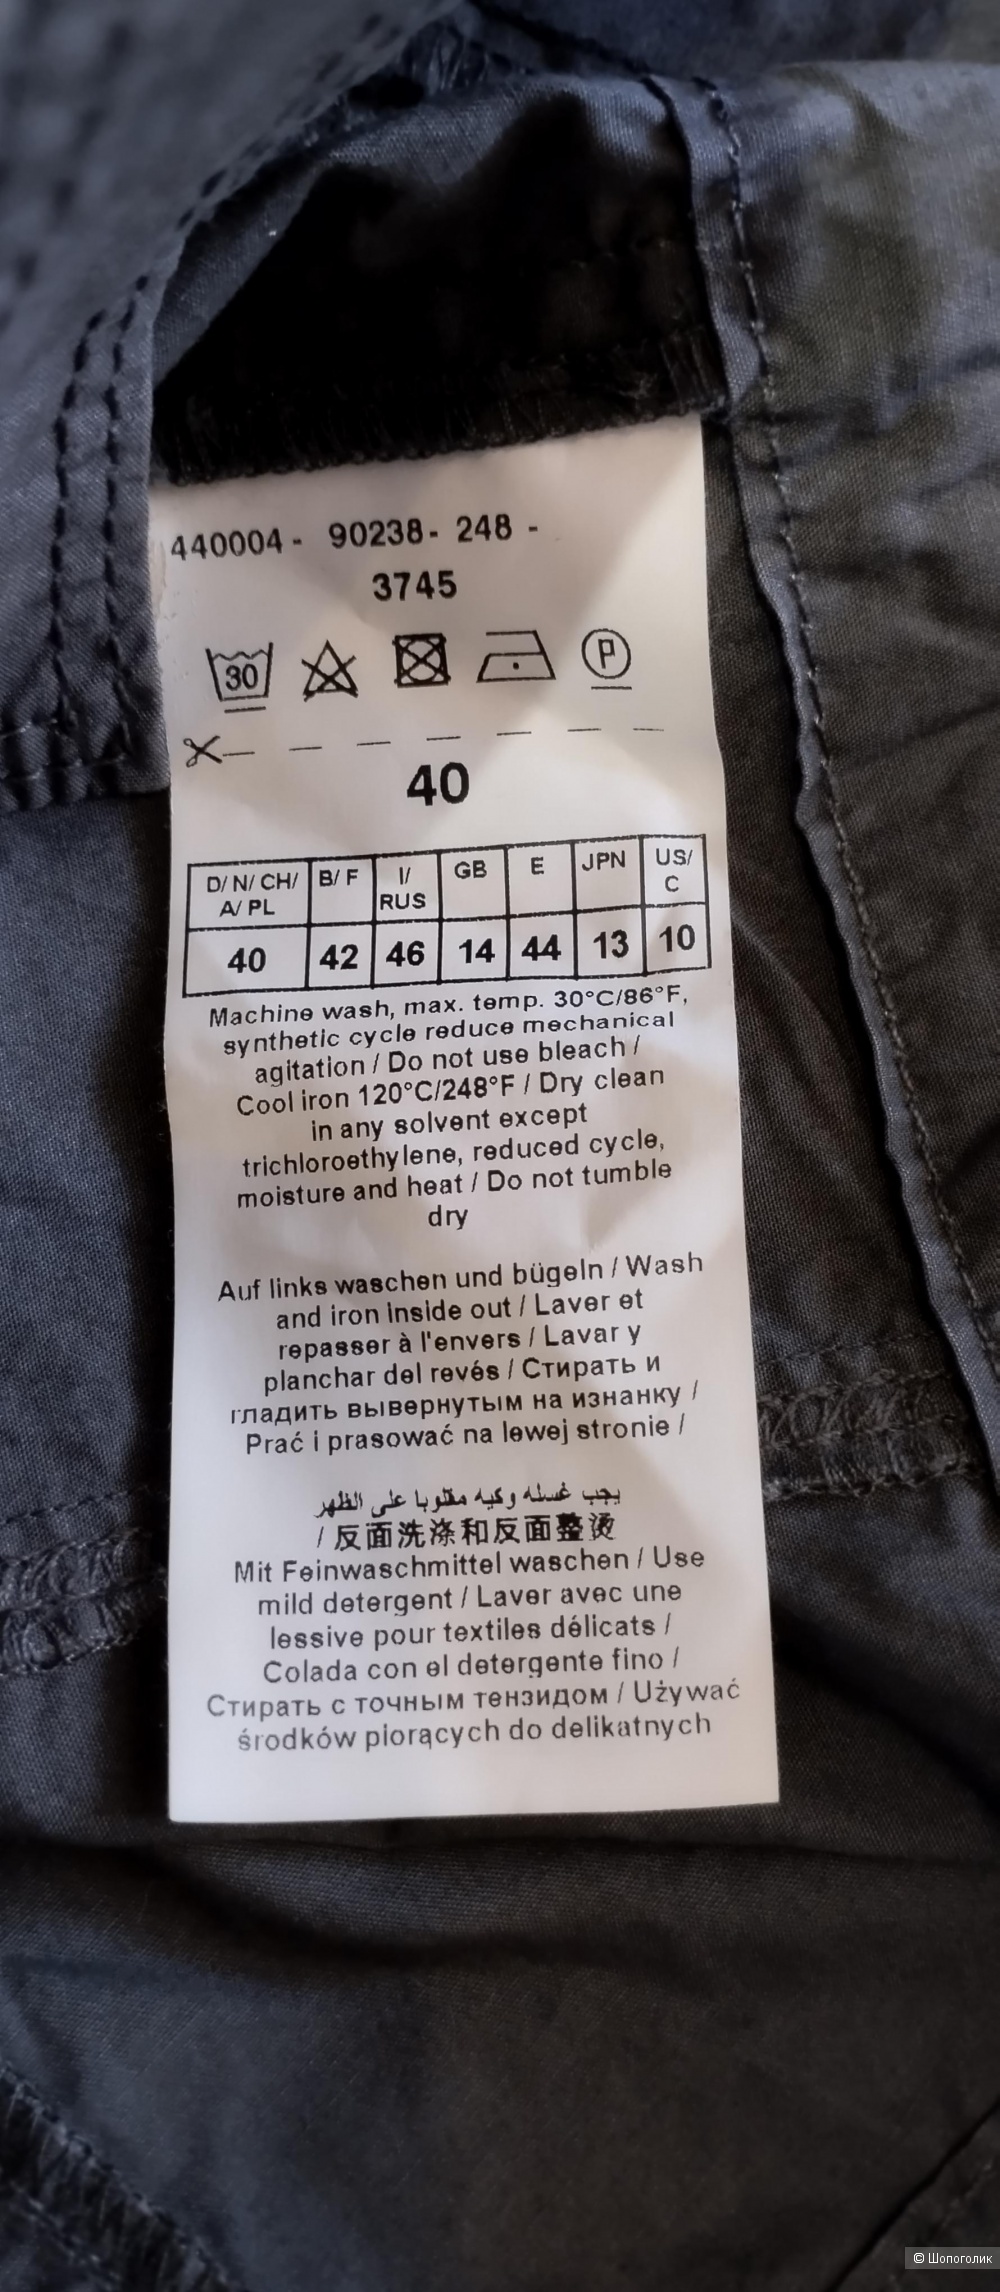 440004 - 90238 - 248 -
3745
30
P
40
D/ N/ CH/ A/ PL
B/ F
I/ RUS
GB
E
JPN
US/ C
40 42 46 14 44 13 10
Machine wash, max. temp. 30°C/86°F,
synthetic cycle reduce mechanical
agitation / Do not use bleach /
Cool iron 120°C/248°F / Dry clean
in any solvent except
trichloroethylene, reduced cycle,
moisture and heat / Do not tumble
dry
Auf links waschen und bügeln / Wash
and iron inside out / Laver et
repasser à l'envers / Lavar y
planchar del revés / Стирать и
гладить вывернутым на изнанку /
Prać i prasować na lewej stronie /
يجب غسله وكيه مقلوبا على الظهر
/ 反面洗涤和反面整烫
Mit Feinwaschmittel waschen / Use
mild detergent / Laver avec une
lessive pour textiles délicats /
Colada con el detergente fino /
Стирать с точным тензидом / Używać
środków piorących do delikatnych
© Шопоголик